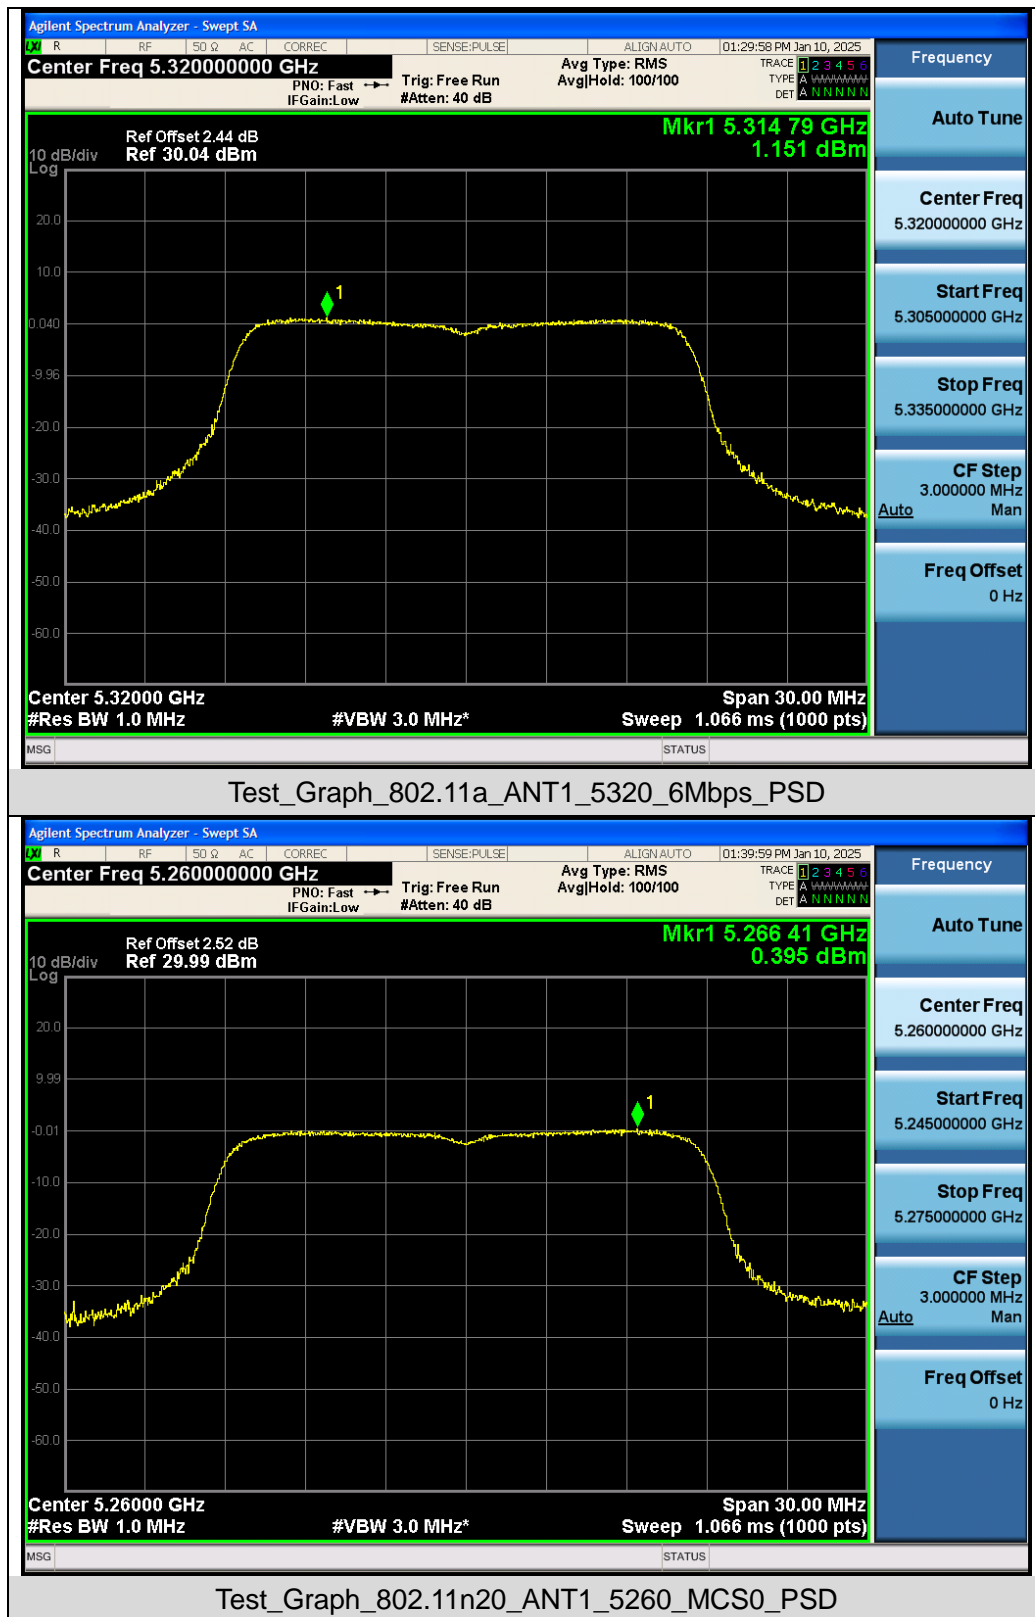 Agilent Spectrum Analyzer - Swept SA
LXI R RF 50 Ω AC CORREC SENSE:PULSE ALIGN AUTO 01:29:58 PM Jan 10, 2025
Center Freq 5.320000000 GHz
PNO: Fast
IFGain:Low
Trig: Free Run
#Atten: 40 dB
Avg Type: RMS
Avg|Hold: 100/100
TRACE 1 2 3 4 5 6
TYPE A WWWWW
DET A N N N N N
Frequency
Auto Tune
Center Freq
5.320000000 GHz
Start Freq
5.305000000 GHz
Stop Freq
5.335000000 GHz
CF Step
3.000000 MHz
Auto Man
Freq Offset
0 Hz
Mkr1 5.314 79 GHz
1.151 dBm
Ref Offset 2.44 dB
10 dB/div Ref 30.04 dBm
Log
20.0
10.0
1
0.040
-9.96
-20.0
-30.0
-40.0
-50.0
-60.0
Center 5.32000 GHz Span 30.00 MHz
#Res BW 1.0 MHz #VBW 3.0 MHz* Sweep 1.066 ms (1000 pts)
MSG STATUS
Test_Graph_802.11a_ANT1_5320_6Mbps_PSD
Agilent Spectrum Analyzer - Swept SA
LXI R RF 50 Ω AC CORREC SENSE:PULSE ALIGN AUTO 01:39:59 PM Jan 10, 2025
Center Freq 5.260000000 GHz
PNO: Fast
IFGain:Low
Trig: Free Run
#Atten: 40 dB
Avg Type: RMS
Avg|Hold: 100/100
TRACE 1 2 3 4 5 6
TYPE A WWWWW
DET A N N N N N
Frequency
Auto Tune
Center Freq
5.260000000 GHz
Start Freq
5.245000000 GHz
Stop Freq
5.275000000 GHz
CF Step
3.000000 MHz
Auto Man
Freq Offset
0 Hz
Mkr1 5.266 41 GHz
0.395 dBm
Ref Offset 2.52 dB
10 dB/div Ref 29.99 dBm
Log
20.0
9.99
1
-0.01
-10.0
-20.0
-30.0
-40.0
-50.0
-60.0
Center 5.26000 GHz Span 30.00 MHz
#Res BW 1.0 MHz #VBW 3.0 MHz* Sweep 1.066 ms (1000 pts)
MSG STATUS
Test_Graph_802.11n20_ANT1_5260_MCS0_PSD